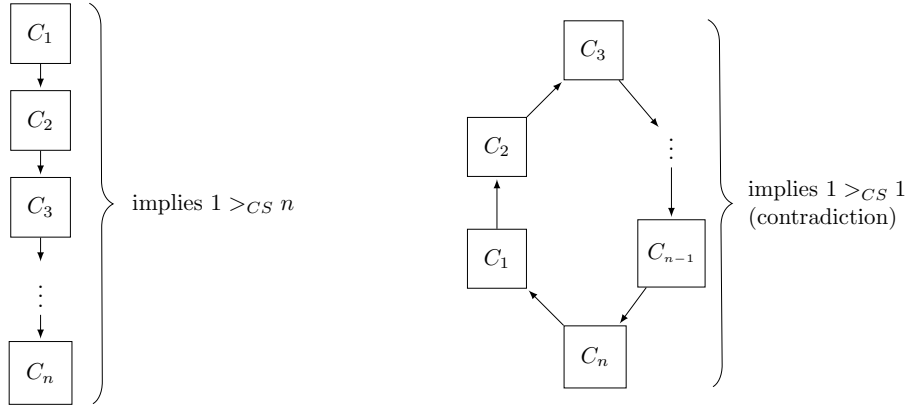 C₁
C₂
C₃
⋮
Cₙ
implies 1 >_{CS} n
C₃
C₂
⋮
C₁
Cₙ₋₁
Cₙ
implies 1 >_{CS} 1
(contradiction)